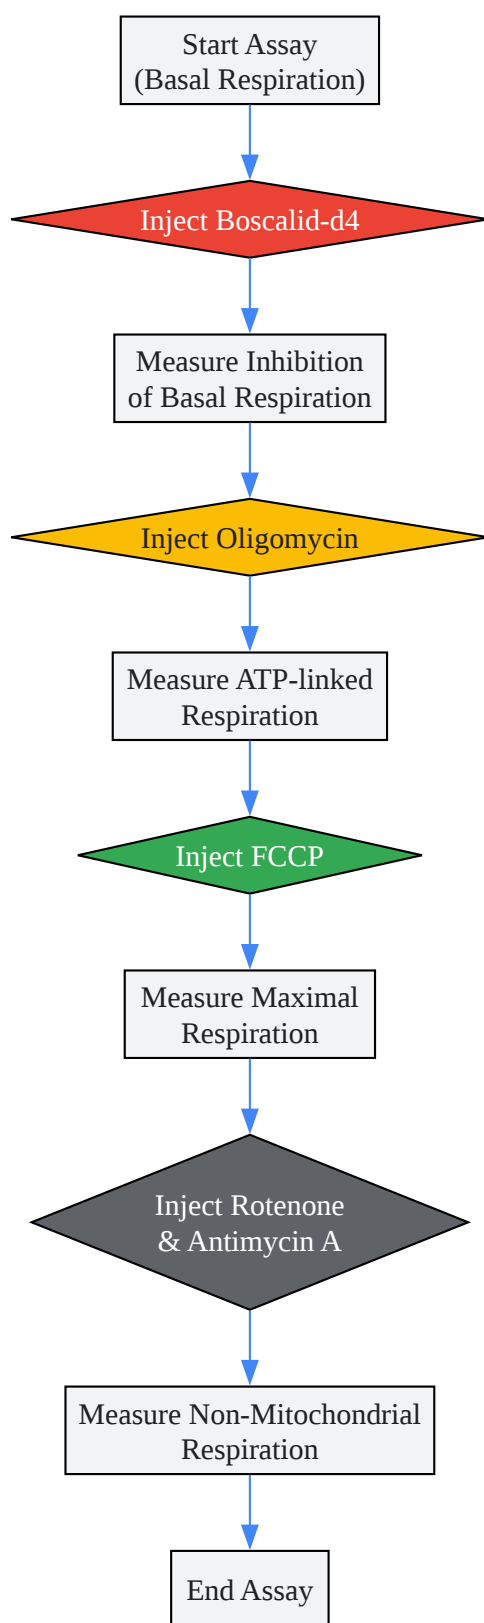 Start Assay
(Basal Respiration)
Inject Boscalid-d4
Measure Inhibition
of Basal Respiration
Inject Oligomycin
Measure ATP-linked
Respiration
Inject FCCP
Measure Maximal
Respiration
Inject Rotenone
& Antimycin A
Measure Non-Mitochondrial
Respiration
End Assay